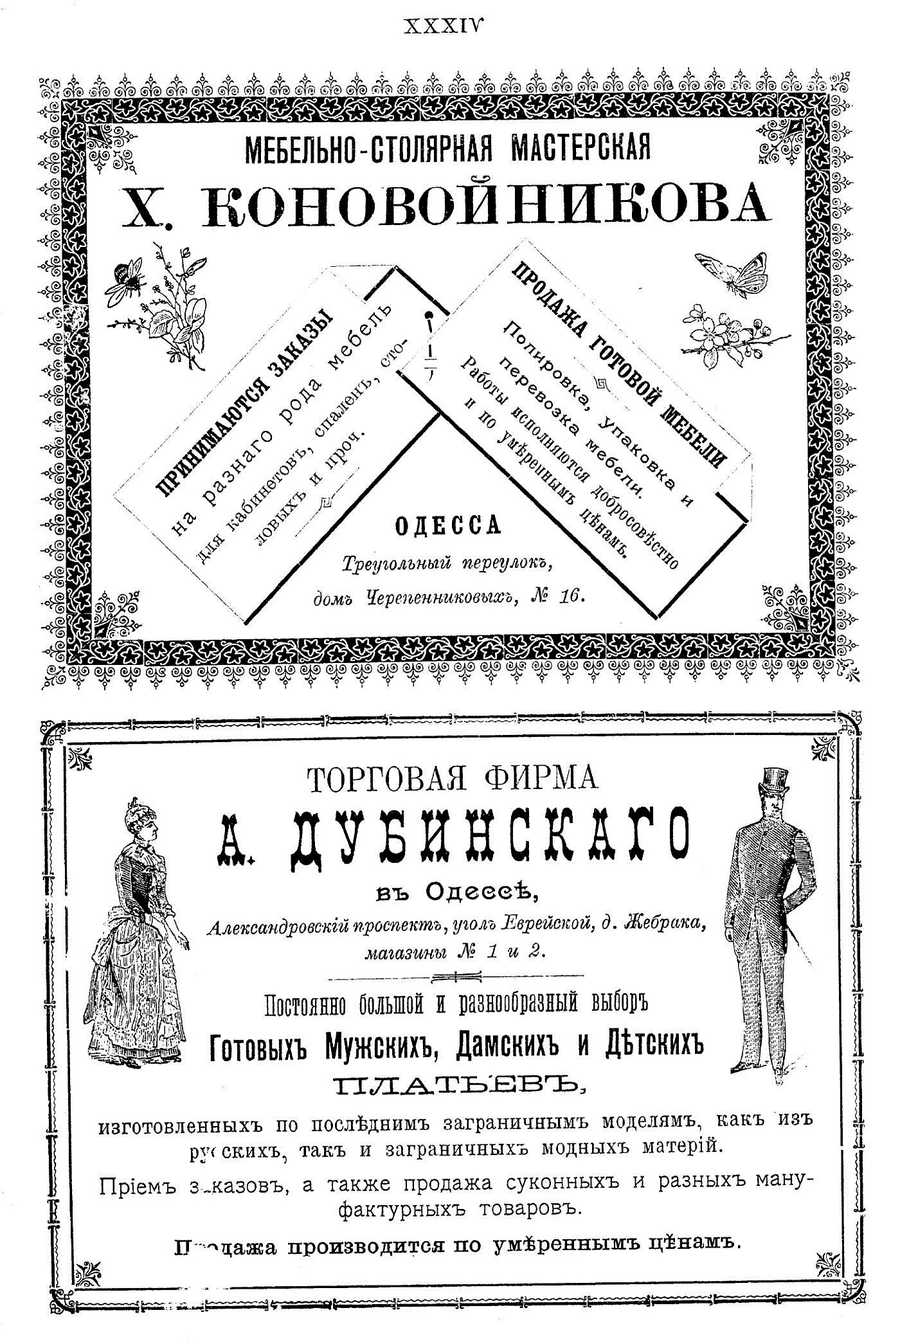 XXXIV
МЕБЕЛЬНО-СТОЛЯРНАЯ МАСТЕРСКАЯ
Х. КОНОВОЙНИКОВА
ПРИНИМАЮТСЯ ЗАКАЗЫ
на разнаго рода мебель
для кабинетовъ, спаленъ, сто-
ловыхъ и проч.
ПРОДАЖА ГОТОВОЙ МЕБЕЛИ
Полировка, упаковка и
перевозка мебели.
Работы исполняются добросовѣстно
и по умѣреннымъ цѣнамъ.
ОДЕССА
Треугольный переулокъ,
домъ Черепенниковыхъ, № 16.
ТОРГОВАЯ ФИРМА
А. ДУБИНСКАГО
въ Одессѣ,
Александровскій проспектъ, уголъ Еврейской, д. Жебрака,
магазины № 1 и 2.
Постоянно большой и разнообразный выборъ
Готовыхъ Мужскихъ, Дамскихъ и Дѣтскихъ
ПЛАТЬЕВЪ,
изготовленныхъ по послѣднимъ заграничнымъ моделямъ, какъ изъ
русскихъ, такъ и заграничныхъ модныхъ матерій.
Пріемъ заказовъ, а также продажа суконныхъ и разныхъ ману-
фактурныхъ товаровъ.
Продажа производится по умѣреннымъ цѣнамъ.